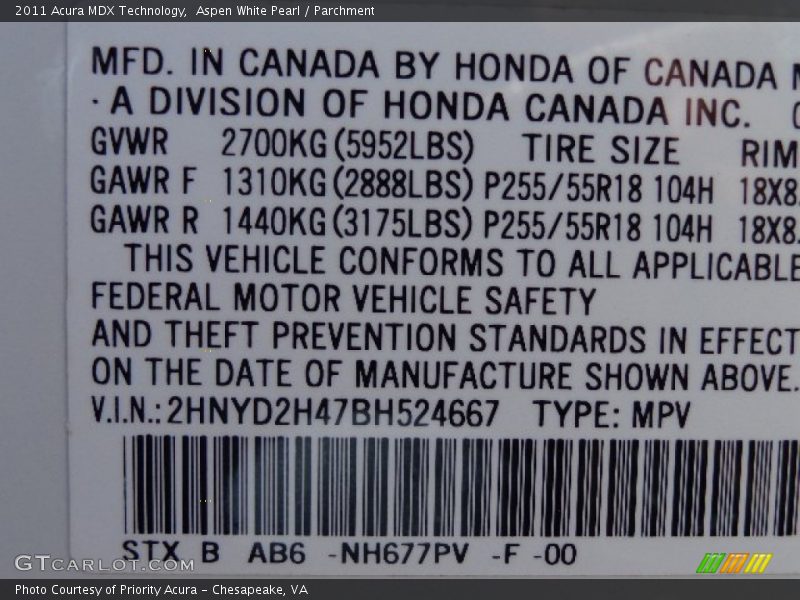 2011 Acura MDX Technology, Aspen White Pearl / Parchment
MFD. IN CANADA BY HONDA OF CANADA
· A DIVISION OF HONDA CANADA INC.
GVWR 2700KG (5952LBS) TIRE SIZE RIM
GAWR F 1310KG (2888LBS) P255/55R18 104H 18X8.
GAWR R 1440KG (3175LBS) P255/55R18 104H 18X8.
THIS VEHICLE CONFORMS TO ALL APPLICABLE
FEDERAL MOTOR VEHICLE SAFETY
AND THEFT PREVENTION STANDARDS IN EFFECT
ON THE DATE OF MANUFACTURE SHOWN ABOVE.
V.I.N.: 2HNYD2H47BH524667 TYPE: MPV
STX B AB6 -NH677PV -F -00
GTCARLOT.COM
Photo Courtesy of Priority Acura – Chesapeake, VA